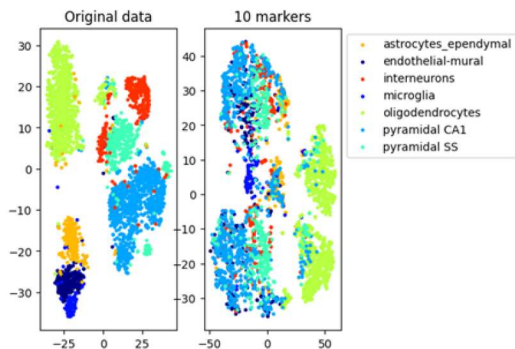 Original data
30
20
10
0
−10
−20
−30
−25
0
25
10 markers
40
30
20
10
0
−10
−20
−30
−50
0
50
astrocytes_ependymal
endothelial-mural
interneurons
microglia
oligodendrocytes
pyramidal CA1
pyramidal SS